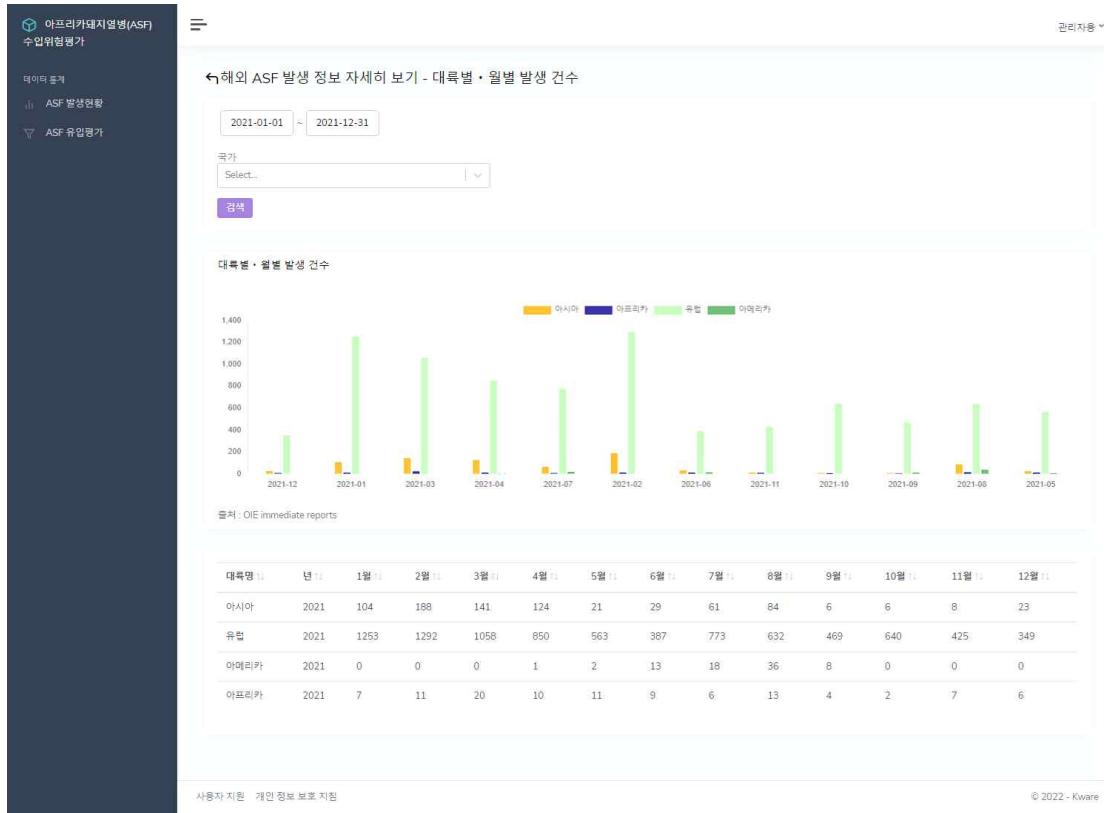 아프리카돼지열병(ASF)
수입위험평가
데이터 통계
ASF 발생현황
ASF 유입평가
관리자용
해외 ASF 발생 정보 자세히 보기 - 대륙별・월별 발생 건수
2021-01-01 ~ 2021-12-31
국가
Select...
검색
대륙별・월별 발생 건수
아시아 아프리카 유럽 아메리카
1,400
1,200
1,000
800
600
400
200
0
2021-12 2021-01 2021-03 2021-04 2021-07 2021-02 2021-06 2021-11 2021-10 2021-09 2021-08 2021-05
출처 : OIE immediate reports
대륙명 년 1월 2월 3월 4월 5월 6월 7월 8월 9월 10월 11월 12월
아시아 2021 104 188 141 124 21 29 61 84 6 6 8 23
유럽 2021 1253 1292 1058 850 563 387 773 632 469 640 425 349
아메리카 2021 0 0 0 1 2 13 18 36 8 0 0 0
아프리카 2021 7 11 20 10 11 9 6 13 4 2 7 6
사용자 지원 개인 정보 보호 지침
© 2022 - Kware